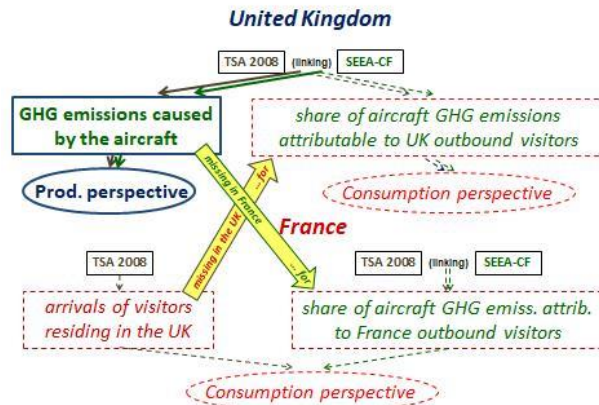 United Kingdom
TSA 2008 (linking) SEEA-CF
GHG emissions caused
by the aircraft
share of aircraft GHG emissions
attributable to UK outbound visitors
Prod. perspective
Consumption perspective
missing in France ... for
missing in the UK ... for
France
TSA 2008
TSA 2008 (linking) SEEA-CF
arrivals of visitors
residing in the UK
share of aircraft GHG emiss. attrib.
to France outbound visitors
Consumption perspective